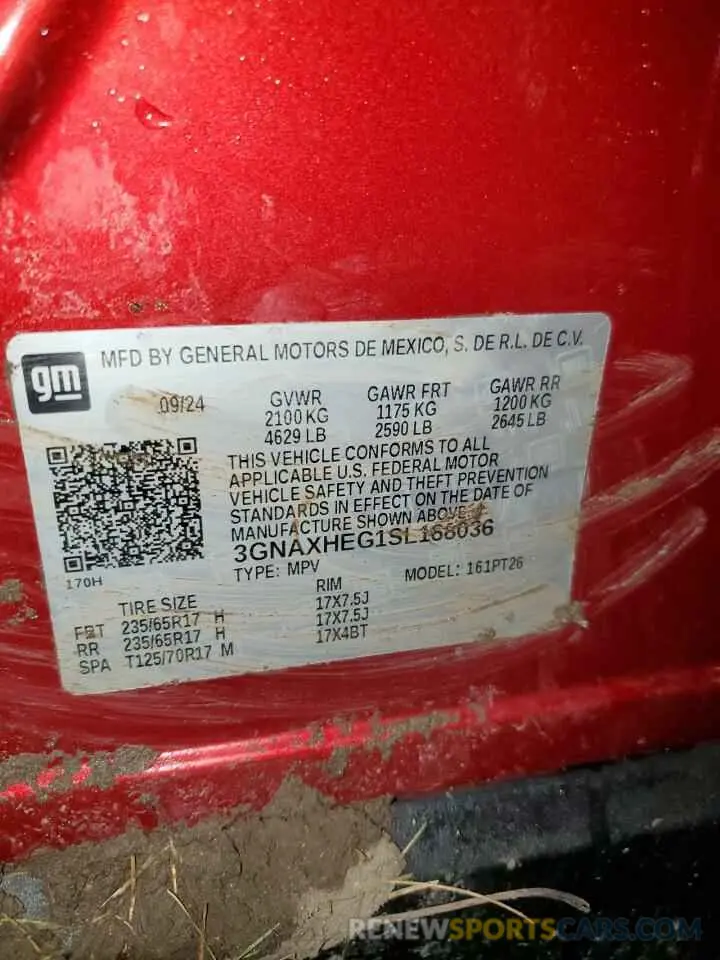 gm
MFD BY GENERAL MOTORS DE MEXICO, S. DE R.L. DE C.V.
09/24
GVWR GAWR FRT GAWR RR
2100 KG 1175 KG 1200 KG
4629 LB 2590 LB 2645 LB
THIS VEHICLE CONFORMS TO ALL
APPLICABLE U.S. FEDERAL MOTOR
VEHICLE SAFETY AND THEFT PREVENTION
STANDARDS IN EFFECT ON THE DATE OF
MANUFACTURE SHOWN ABOVE
3GNAXHEG1SL168036
170H
TYPE: MPV MODEL: 161PT26
TIRE SIZE RIM
FRT 235/65R17 H 17X7.5J
RR 235/65R17 H 17X7.5J
SPA T125/70R17 M 17X4BT
RENEWSPORTSCARS.COM